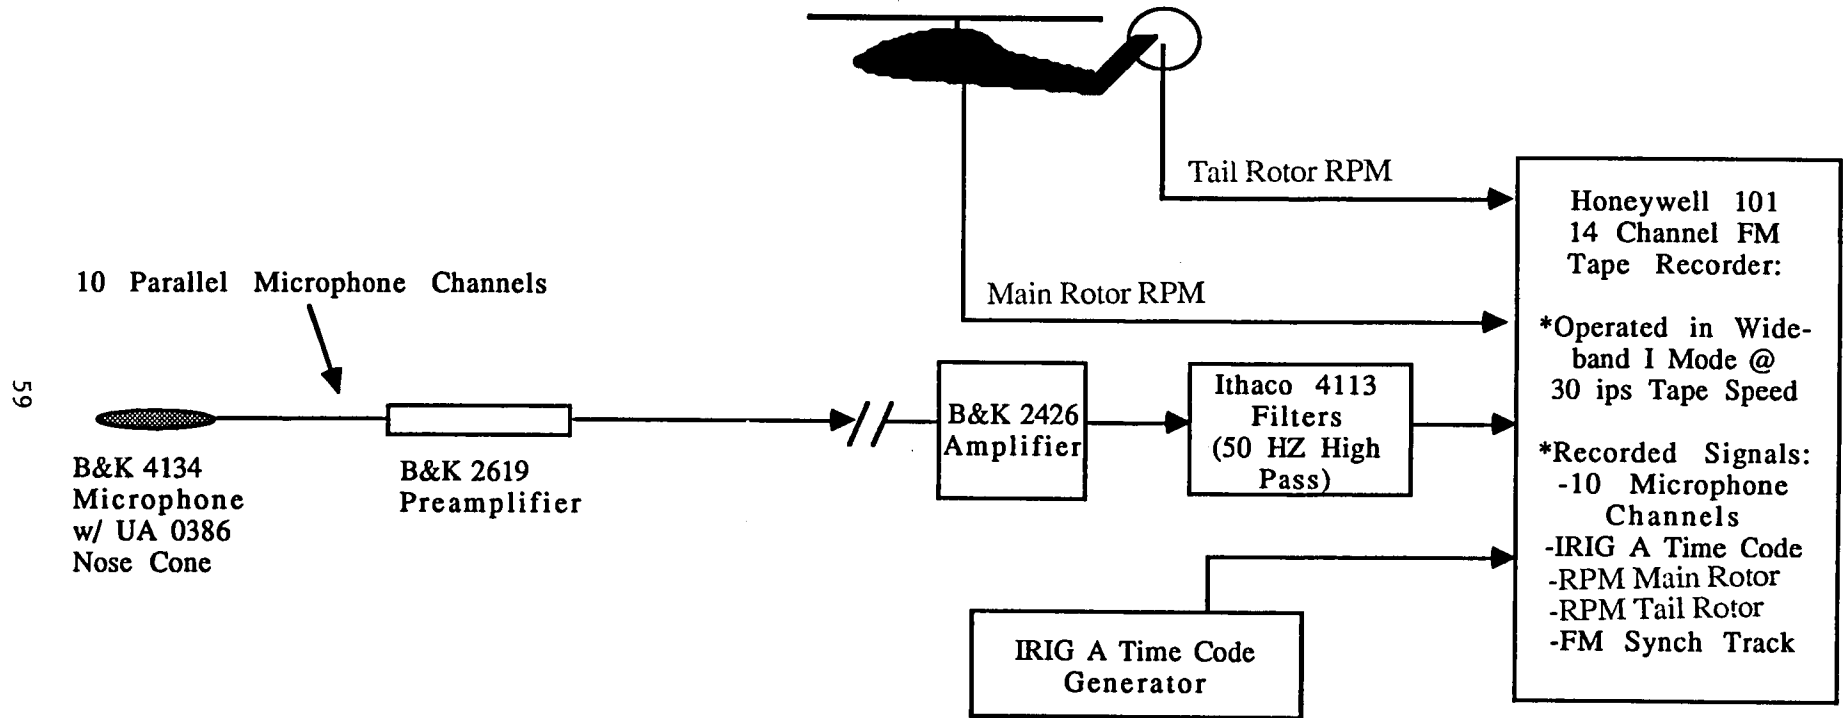 Tail Rotor RPM
Main Rotor RPM
10 Parallel Microphone Channels
B&K 4134
Microphone
w/ UA 0386
Nose Cone
B&K 2619
Preamplifier
B&K 2426
Amplifier
Ithaco 4113
Filters
(50 HZ High
Pass)
IRIG A Time Code
Generator
Honeywell 101
14 Channel FM
Tape Recorder:
*Operated in Wide-
band I Mode @
30 ips Tape Speed
*Recorded Signals:
-10 Microphone
Channels
-IRIG A Time Code
-RPM Main Rotor
-RPM Tail Rotor
-FM Synch Track
59